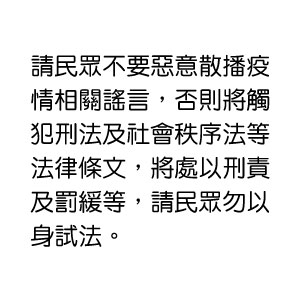 請民眾不要惡意散播疫
情相關謠言，否則將觸
犯刑法及社會秩序法等
法律條文，將處以刑責
及罰緩等，請民眾勿以
身試法。